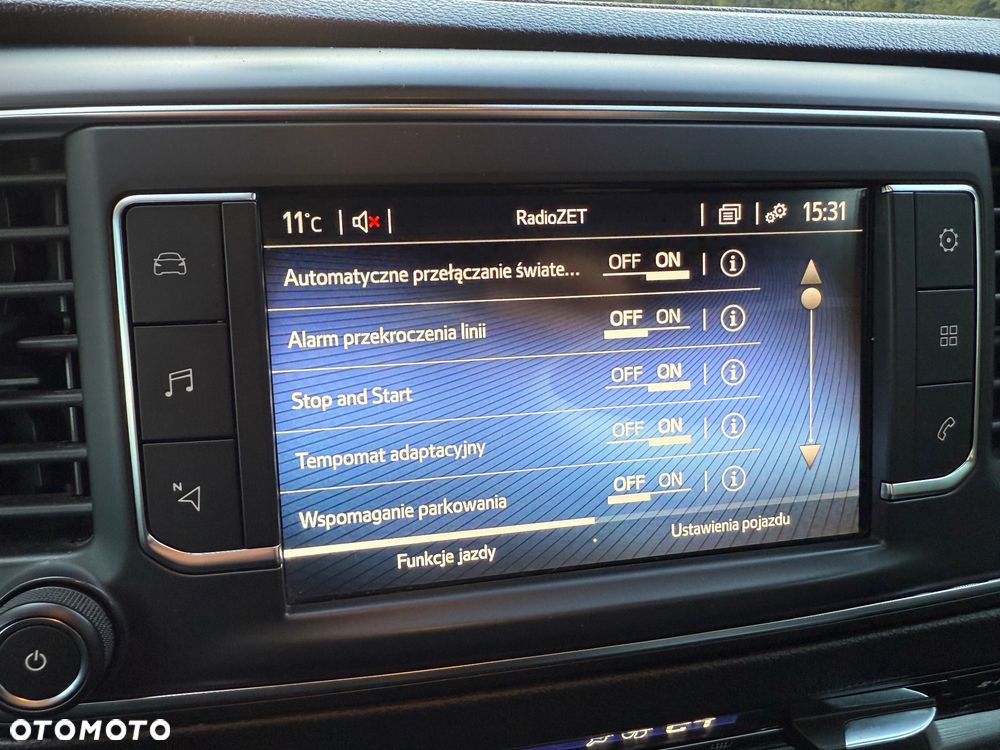 11°C RadioZET 15:31
Automatyczne przełączanie świate... OFF ON
Alarm przekroczenia linii OFF ON
Stop and Start OFF ON
Tempomat adaptacyjny OFF ON
Wspomaganie parkowania OFF ON
Funkcje jazdy Ustawienia pojazdu
N
OTOMOTO